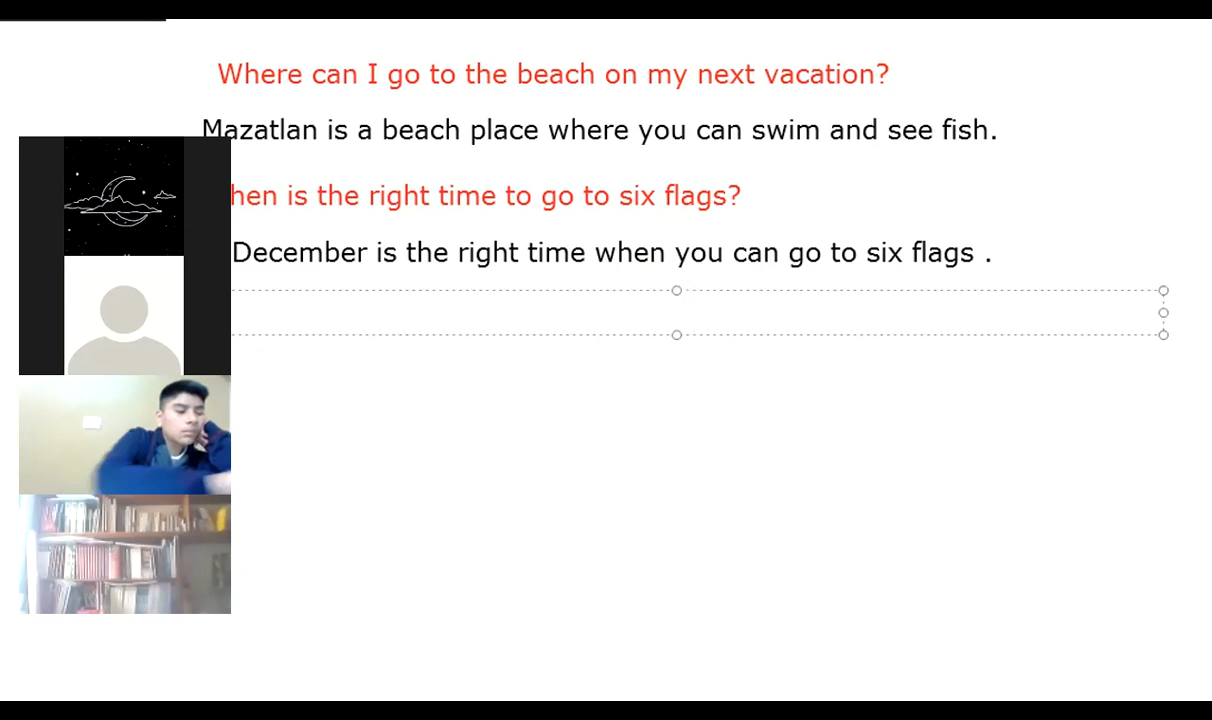 Where can I go to the beach on my next vacation?
Mazatlan is a beach place where you can swim and see fish.
hen is the right time to go to six flags?
December is the right time when you can go to six flags .